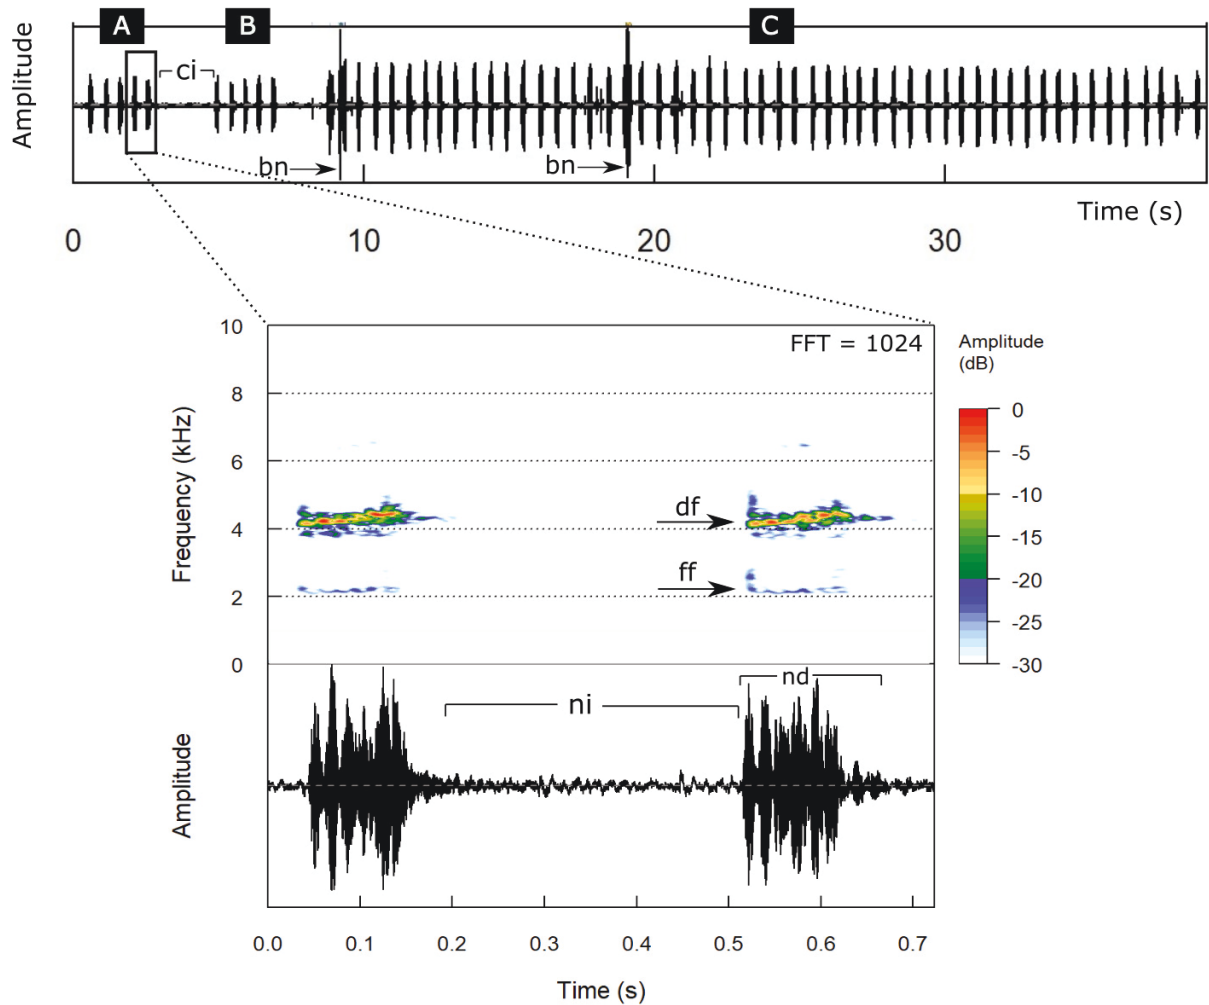 Amplitude
A B C
ci
bn bn
Time (s)
0 10 20 30
FFT = 1024
Frequency (kHz)
10
8
6
4
2
0
df
ff
Amplitude
(dB)
0
-5
-10
-15
-20
-25
-30
Amplitude
ni
nd
0.0 0.1 0.2 0.3 0.4 0.5 0.6 0.7
Time (s)